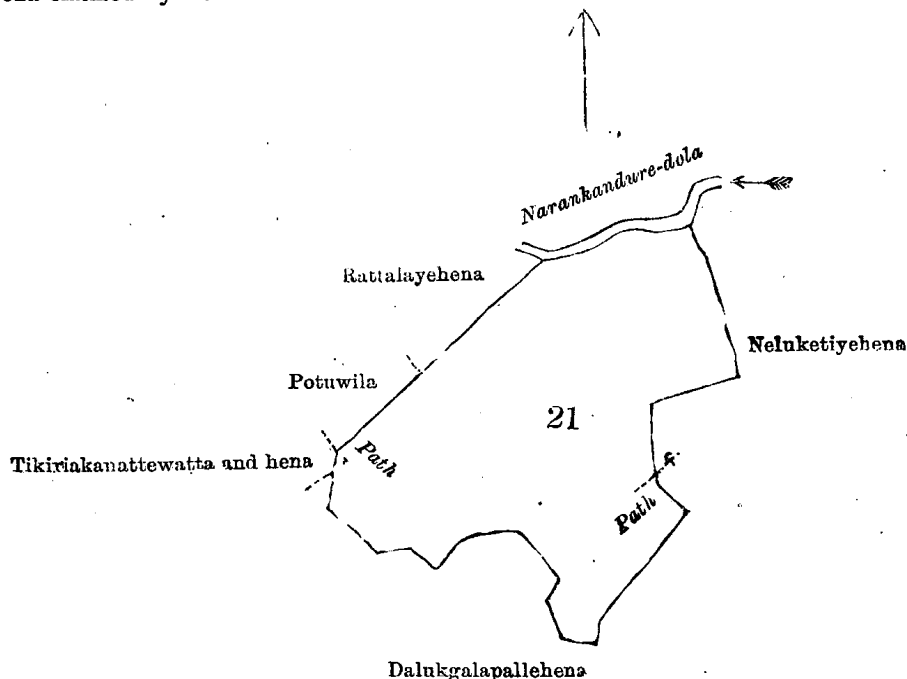 Narankandure-dola
Rattalayehena
Neluketiyehena
Potuwila
21
Path
Tikiriakanattewatta and hena
Path
Dalukgalapallehena